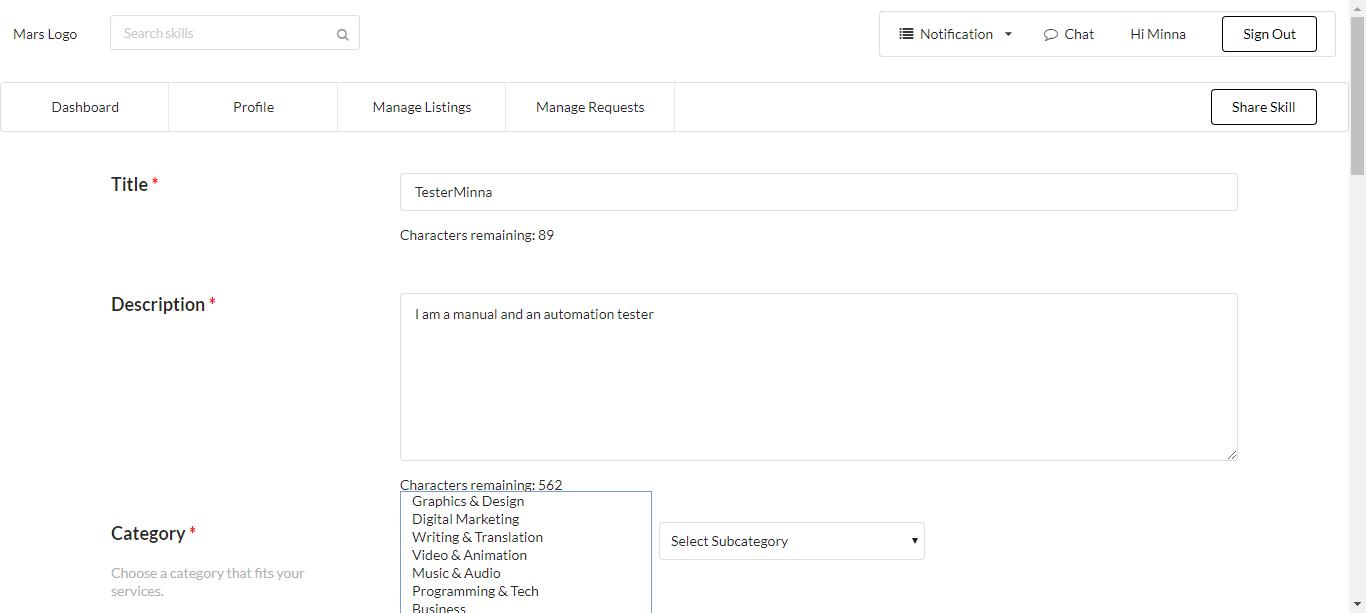 Mars Logo
Search skills
Notification
Chat
Hi Minna
Sign Out
Dashboard
Profile
Manage Listings
Manage Requests
Share Skill
Title *
TesterMinna
Characters remaining: 89
Description *
I am a manual and an automation tester
Characters remaining: 562
Category *
Choose a category that fits your
services.
Graphics & Design
Digital Marketing
Writing & Translation
Video & Animation
Music & Audio
Programming & Tech
Business
Select Subcategory